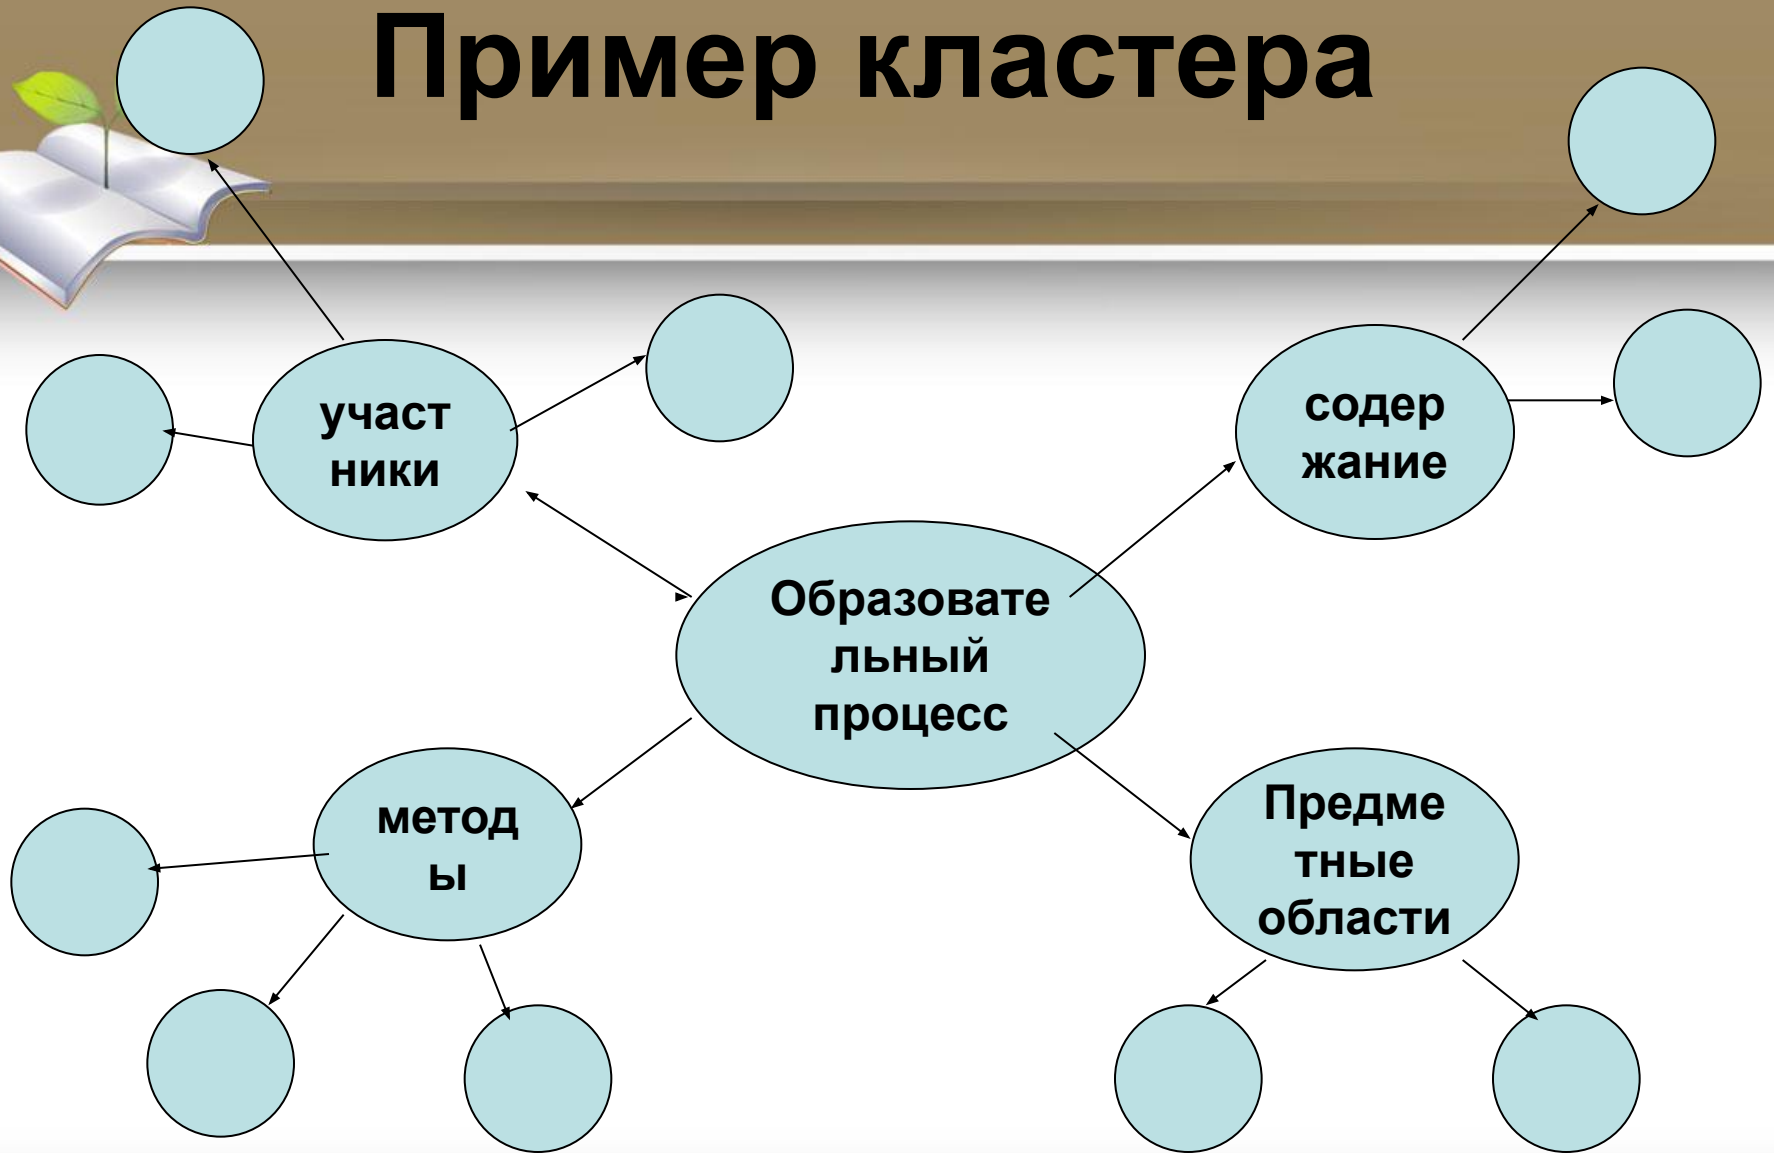 Пример кластера
участ
ники
содер
жание
Образовате
льный
процесс
метод
ы
Предме
тные
области